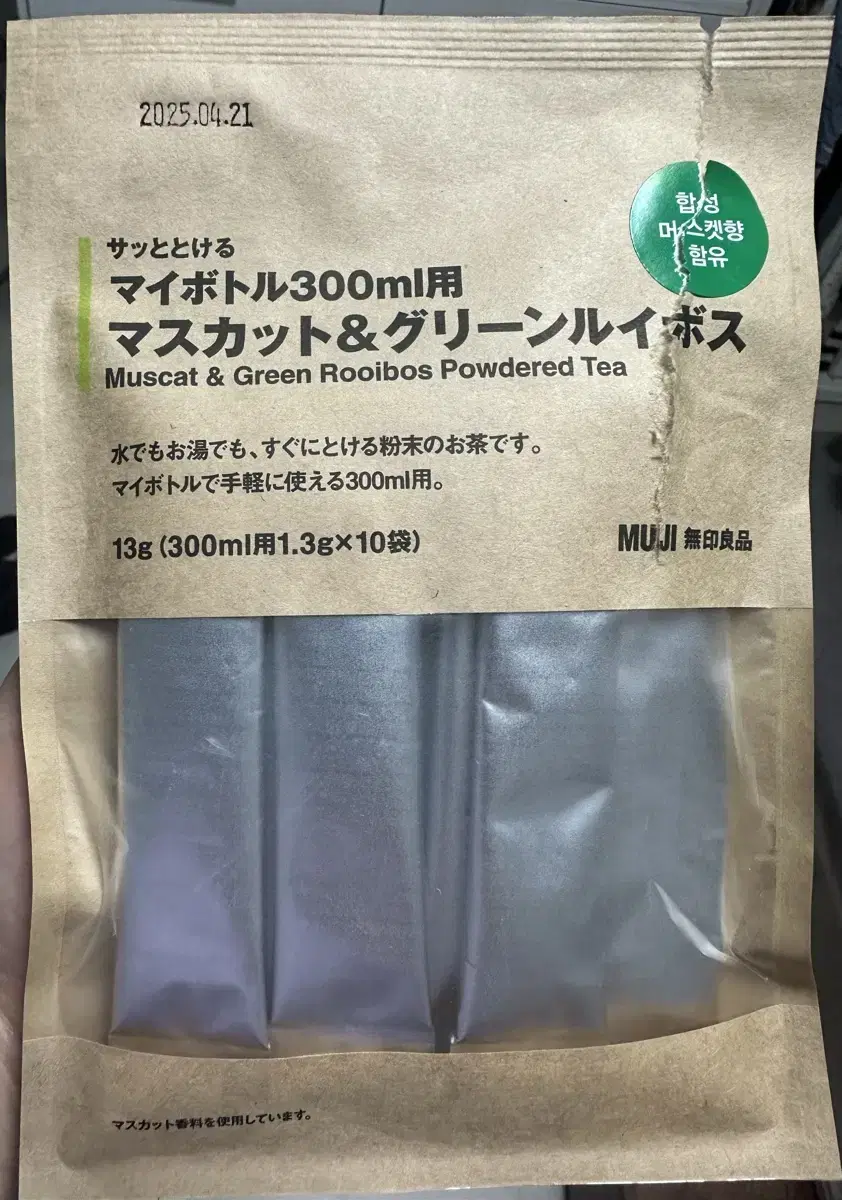 2025.04.21
합성
머스켓향
함유
サッととける
マイボトル300ml用
マスカット&グリーンルイボス
Muscat & Green Rooibos Powdered Tea
水でもお湯でも、すぐにとける粉末のお茶です。
マイボトルで手軽に使える300ml用。
13g(300ml用1.3g×10袋)
MUJI 無印良品
マスカット香料を使用しています。